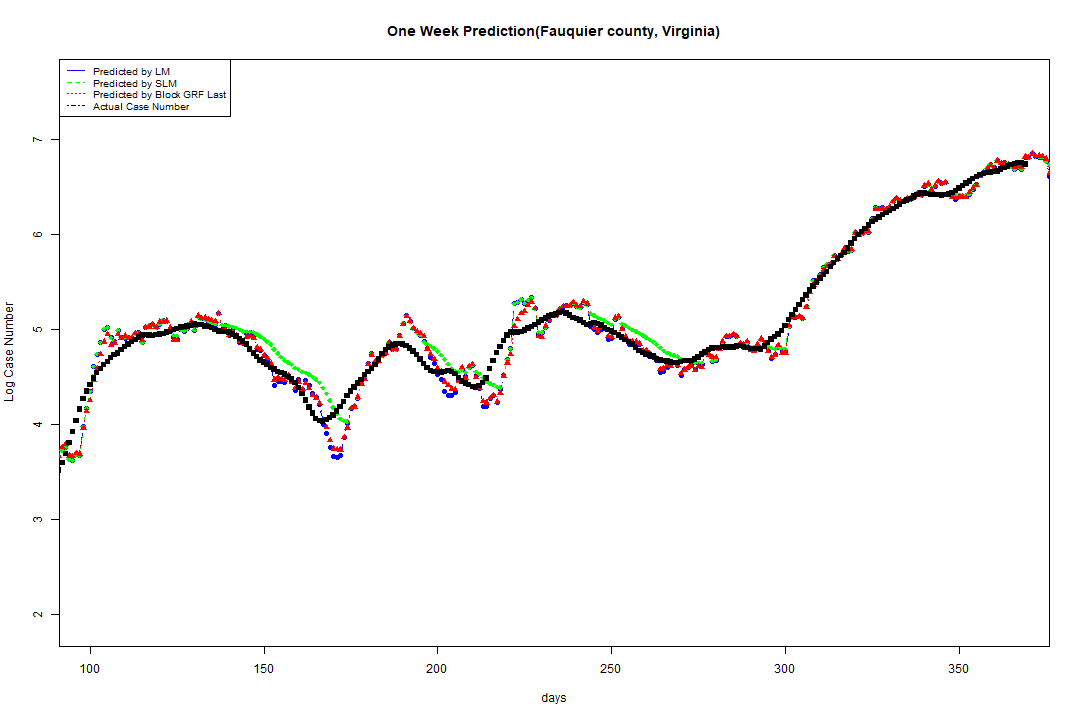 One Week Prediction(Fauquier county, Virginia)
Predicted by LM
Predicted by SLM
Predicted by Block GRF Last
Actual Case Number
7
6
5
4
3
2
Log Case Number
100 150 200 250 300 350
days